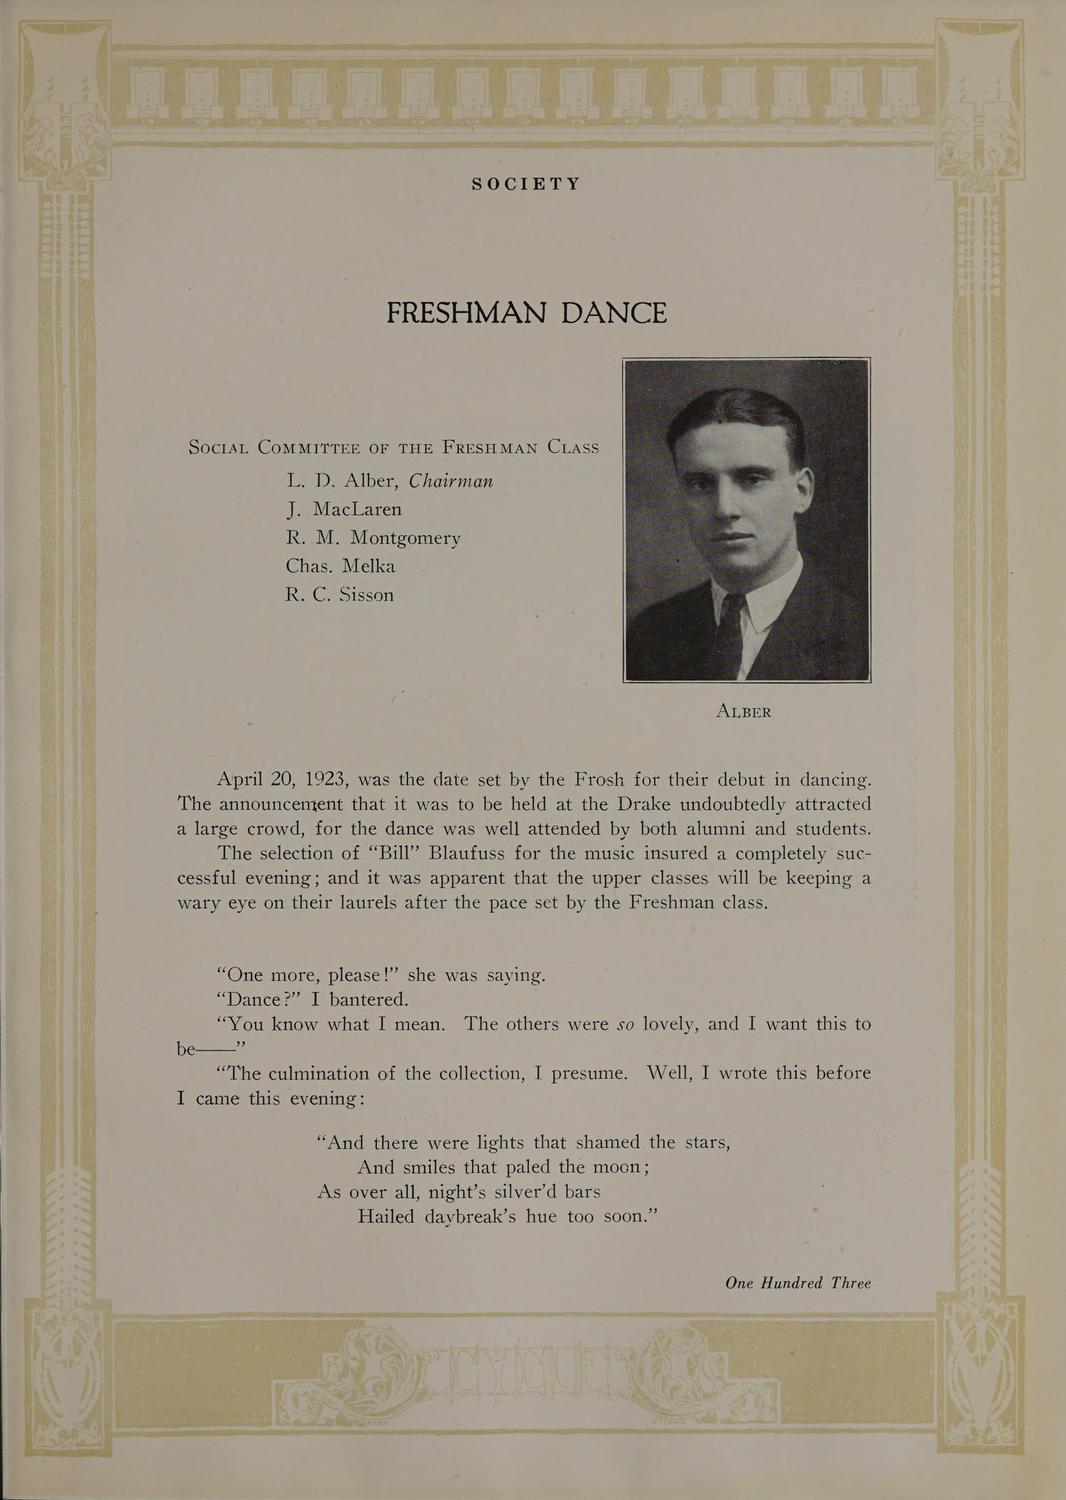 SOCIETY
FRESHMAN DANCE
SOCIAL COMMITTEE OF THE FRESHMAN CLASS
L. D. Alber, Chairman
J. MacLaren
R. M. Montgomery
Chas. Melka
R. C. Sisson
ALBER
April 20, 1923, was the date set by the Frosh for their debut in dancing.
The announcement that it was to be held at the Drake undoubtedly attracted
a large crowd, for the dance was well attended by both alumni and students.
The selection of “Bill” Blaufuss for the music insured a completely suc-
cessful evening; and it was apparent that the upper classes will be keeping a
wary eye on their laurels after the pace set by the Freshman class.
“One more, please!” she was saying.
“Dance?” I bantered.
“You know what I mean. The others were so lovely, and I want this to
be——”
“The culmination of the collection, I presume. Well, I wrote this before
I came this evening:
“And there were lights that shamed the stars,
And smiles that paled the moon;
As over all, night’s silver’d bars
Hailed daybreak’s hue too soon.”
One Hundred Three